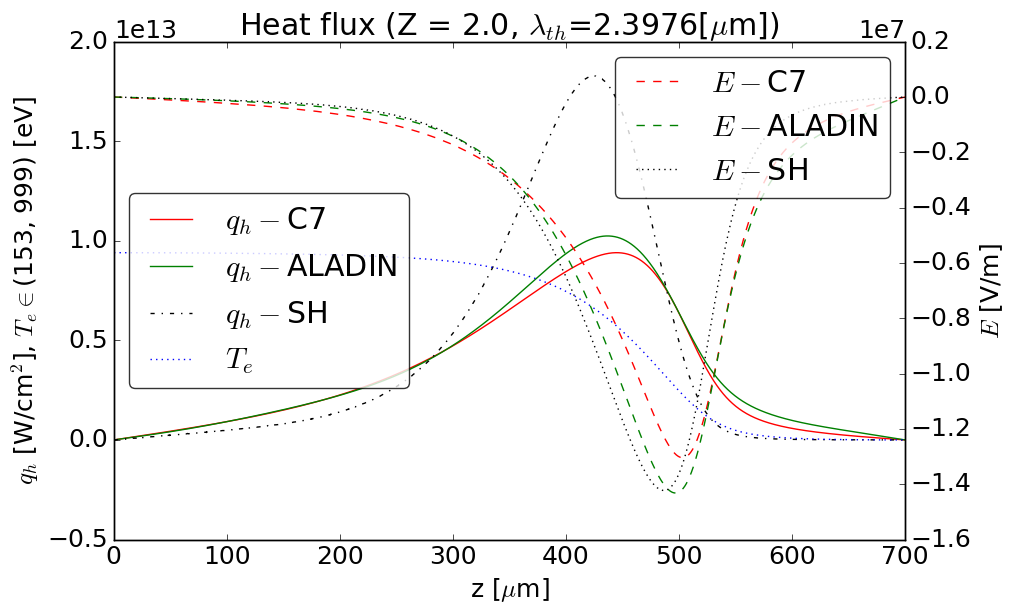 Heat flux (Z = 2.0, λ_th=2.3976[μm])
1e13
1e7
2.0
1.5
1.0
0.5
0.0
−0.5
q_h [W/cm²], T_e ∈ (153, 999) [eV]
0.2
0.0
−0.2
−0.4
−0.6
−0.8
−1.0
−1.2
−1.4
−1.6
E [V/m]
E − C7
E − ALADIN
E − SH
q_h − C7
q_h − ALADIN
q_h − SH
T_e
0 100 200 300 400 500 600 700
z [μm]